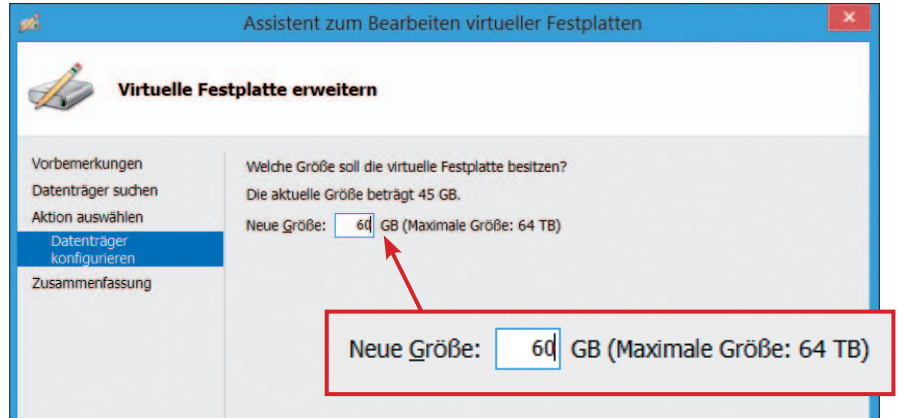 Assistent zum Bearbeiten virtueller Festplatten
Virtuelle Festplatte erweitern
Vorbemerkungen
Datenträger suchen
Aktion auswählen
Datenträger
konfigurieren
Zusammenfassung
Welche Größe soll die virtuelle Festplatte besitzen?
Die aktuelle Größe beträgt 45 GB.
Neue Größe: 60 GB (Maximale Größe: 64 TB)
Neue Größe: 60 GB (Maximale Größe: 64 TB)